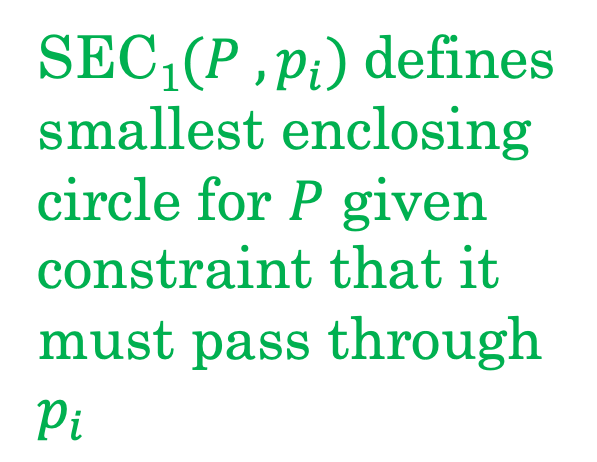 SEC₁(P , pᵢ) defines
smallest enclosing
circle for P given
constraint that it
must pass through
pᵢ